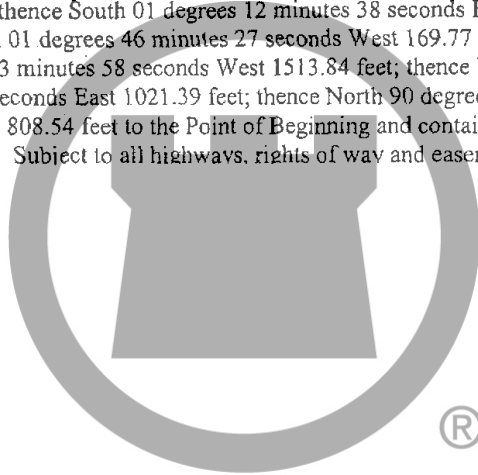 thence South 01 degrees 12 minutes 38 seconds
01 degrees 46 minutes 27 seconds West 169.77
3 minutes 58 seconds West 1513.84 feet; thence
econds East 1021.39 feet; thence North 90 degree
808.54 feet to the Point of Beginning and contai
Subject to all highways, rights of way and easer
®